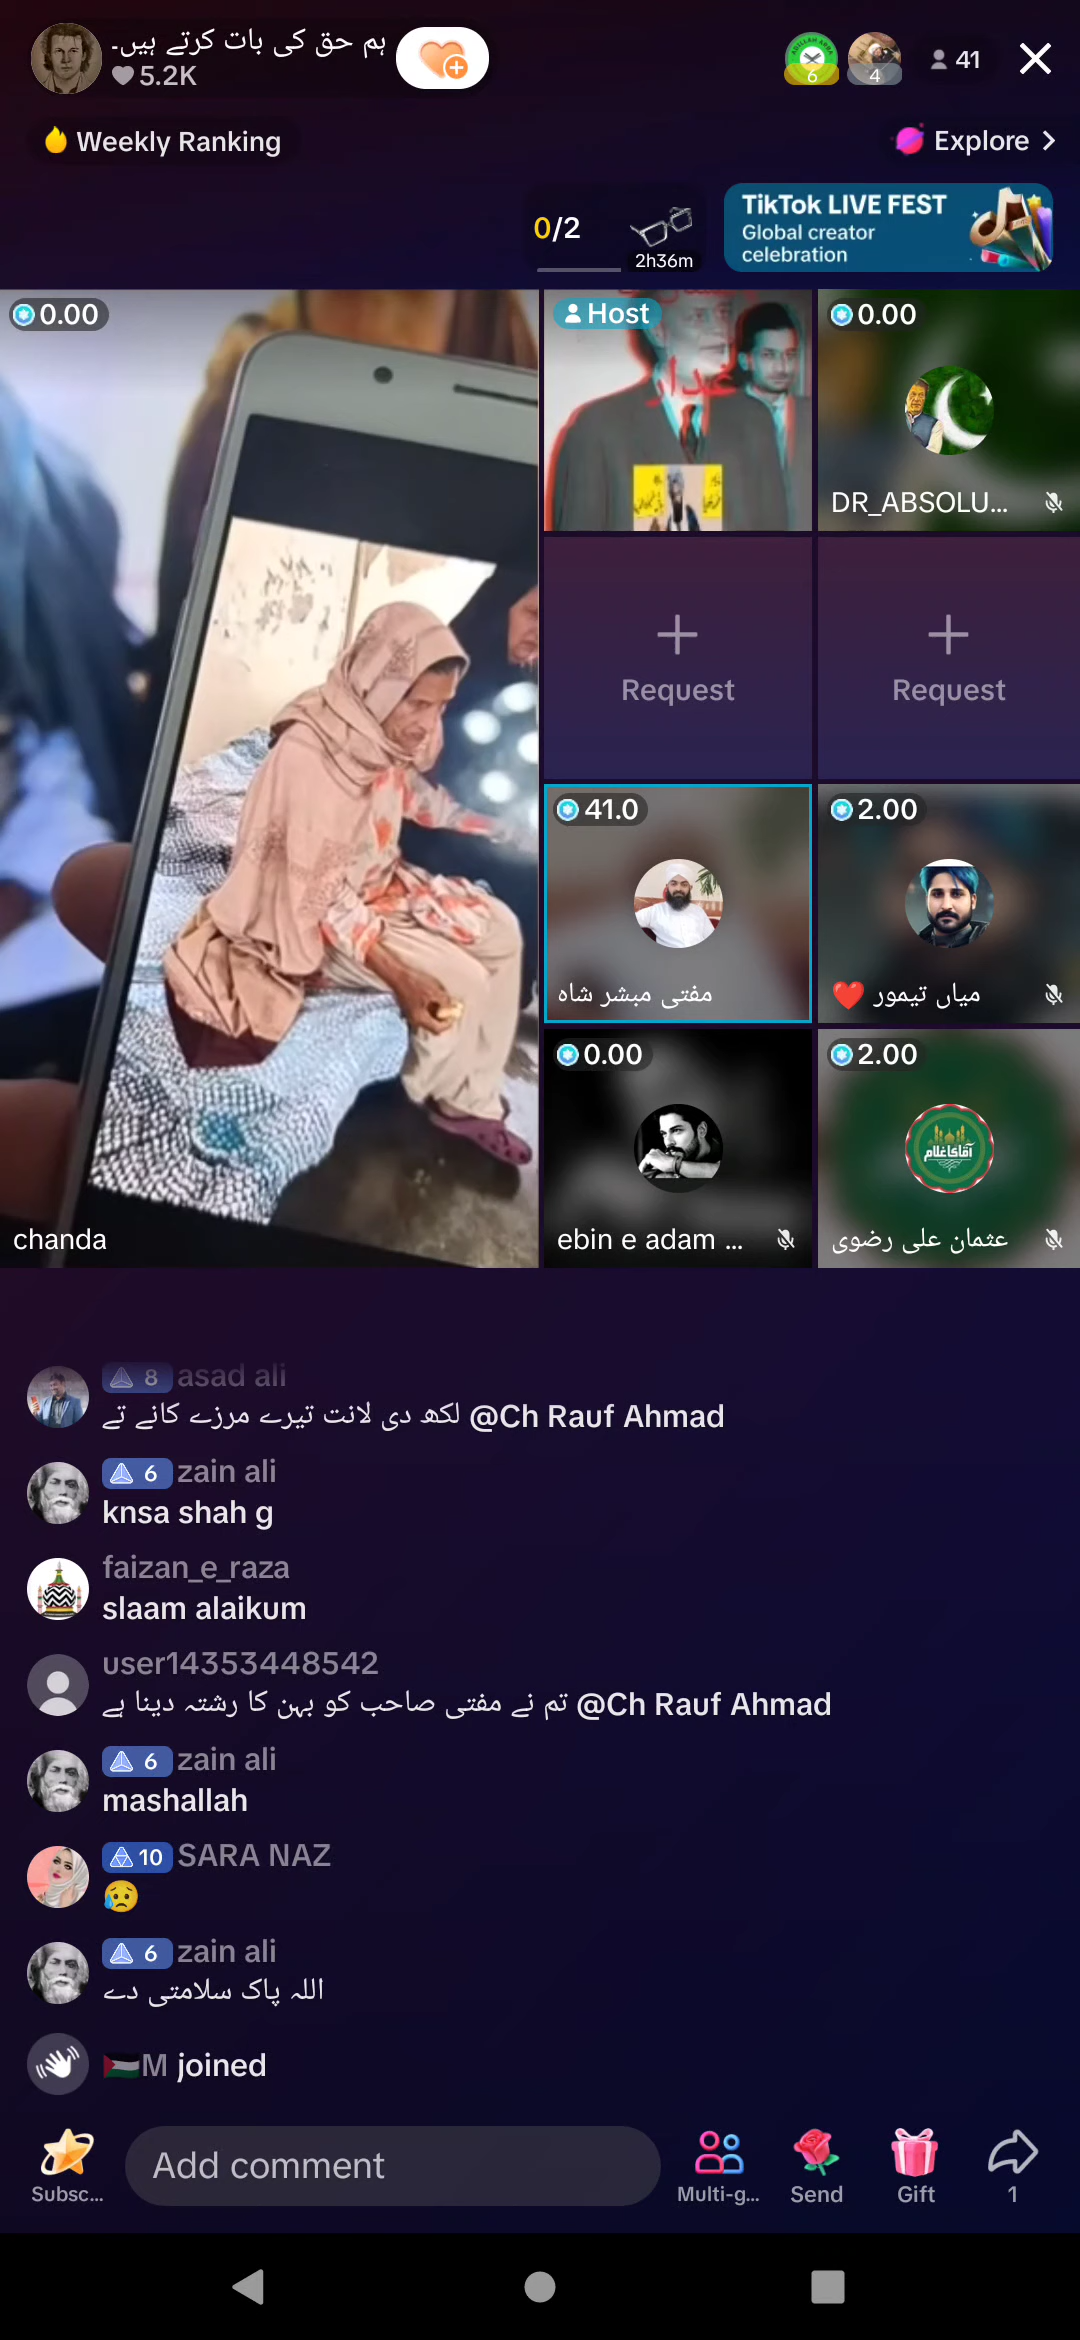 ہم حق کی بات کرتے ہیں۔
5.2K
6
4
41
Weekly Ranking
Explore
0/2
2h36m
TikTok LIVE FEST
Global creator
celebration
0.00
chanda
Host
غدار
0.00
DR_ABSOLU...
Request
Request
41.0
مفتی مبشر شاہ
2.00
میاں تیمور ❤️
0.00
ebin e adam ...
2.00
آقا کا غلام
عثمان علی رضوی
8 asad ali
@Ch Rauf Ahmad لکھ دی لانت تیرے مرزے کانے تے
6 zain ali
knsa shah g
faizan_e_raza
slaam alaikum
user14353448542
@Ch Rauf Ahmad تم نے مفتی صاحب کو بہن کا رشتہ دینا ہے
6 zain ali
mashallah
10 SARA NAZ
😥
6 zain ali
اللہ پاک سلامتی دے
🇵🇸M joined
Subsc...
Add comment
Multi-g...
Send
Gift
1